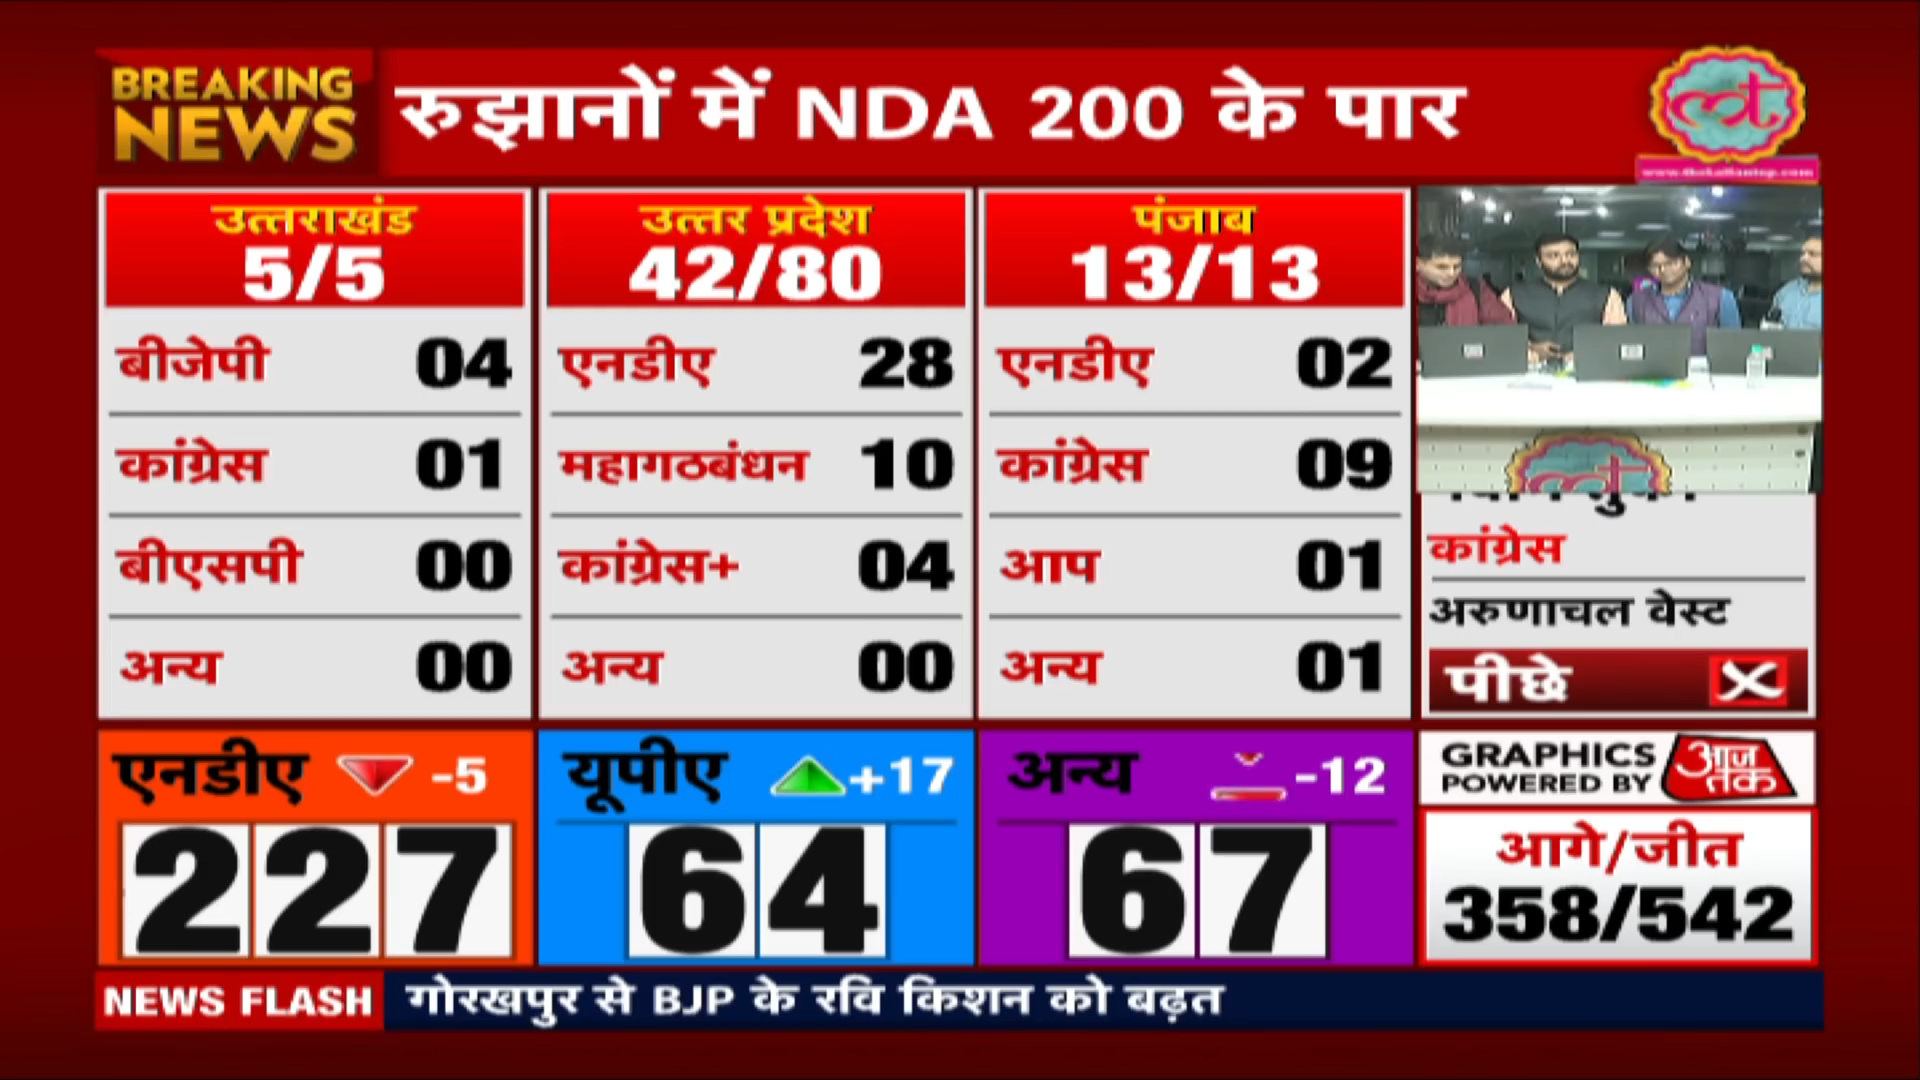 BREAKING
NEWS
रुझानों में NDA 200 के पार
www.thelallantop.com
उत्तराखंड
5/5
बीजेपी 04
कांग्रेस 01
बीएसपी 00
अन्य 00
उत्तर प्रदेश
42/80
एनडीए 28
महागठबंधन 10
कांग्रेस+ 04
अन्य 00
पंजाब
13/13
एनडीए 02
कांग्रेस 09
आप 01
अन्य 01
कांग्रेस
अरुणाचल वेस्ट
पीछे
एनडीए -5
227
यूपीए +17
64
अन्य -12
67
GRAPHICS
POWERED BY
आज
तक
आगे/जीत
358/542
NEWS FLASH
गोरखपुर से BJP के रवि किशन को बढ़त